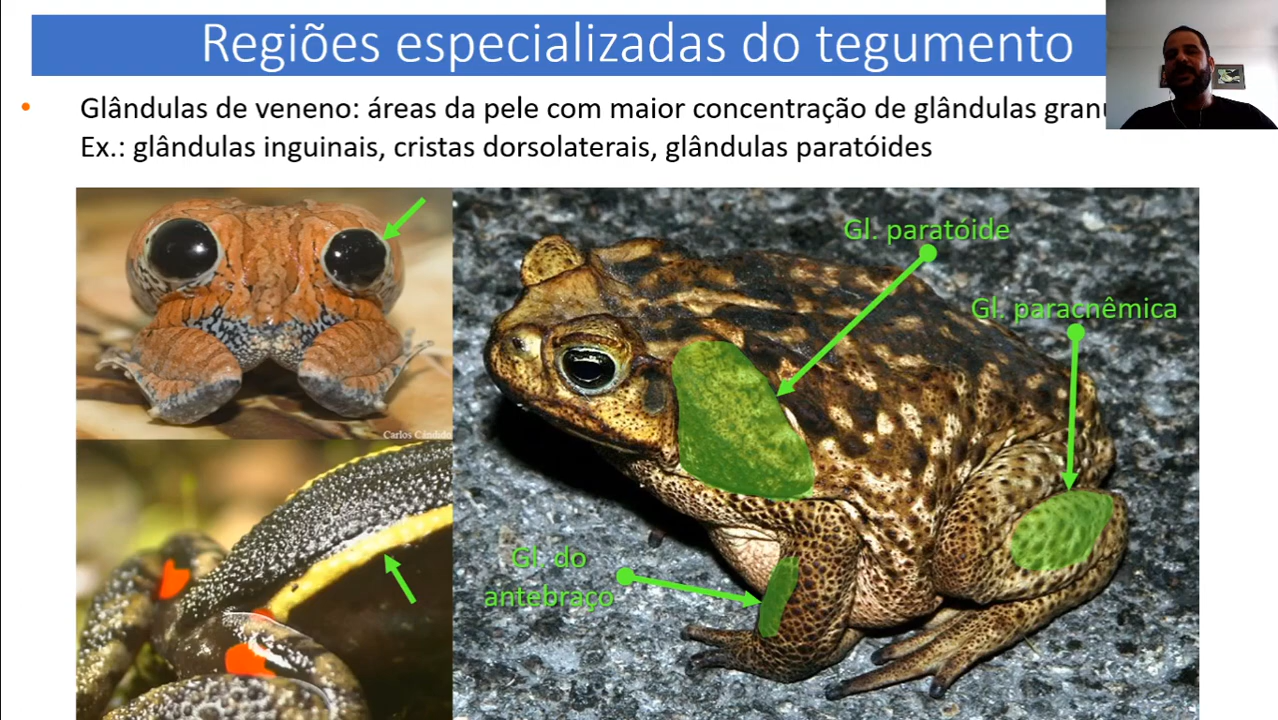 Regiões especializadas do tegumento
• Glândulas de veneno: áreas da pele com maior concentração de glândulas
Ex.: glândulas inguinais, cristas dorsolaterais, glândulas paratóides
Gl. paratóide
Gl. paracnêmica
Carlos Cândido
Gl. do
antebraço